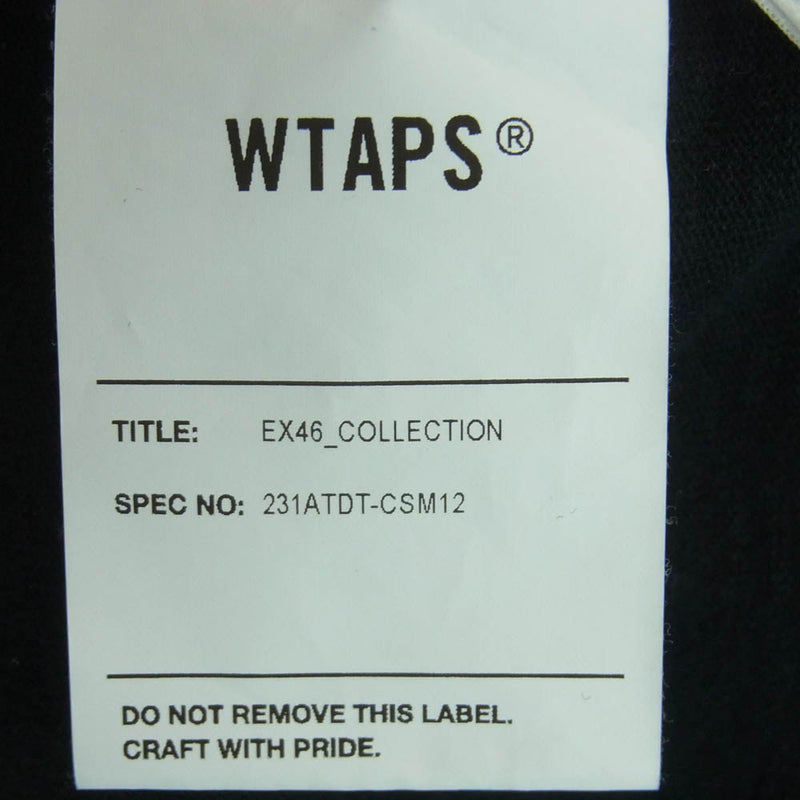 WTAPS®
TITLE: EX46_COLLECTION
SPEC NO: 231ATDT-CSM12
DO NOT REMOVE THIS LABEL.
CRAFT WITH PRIDE.